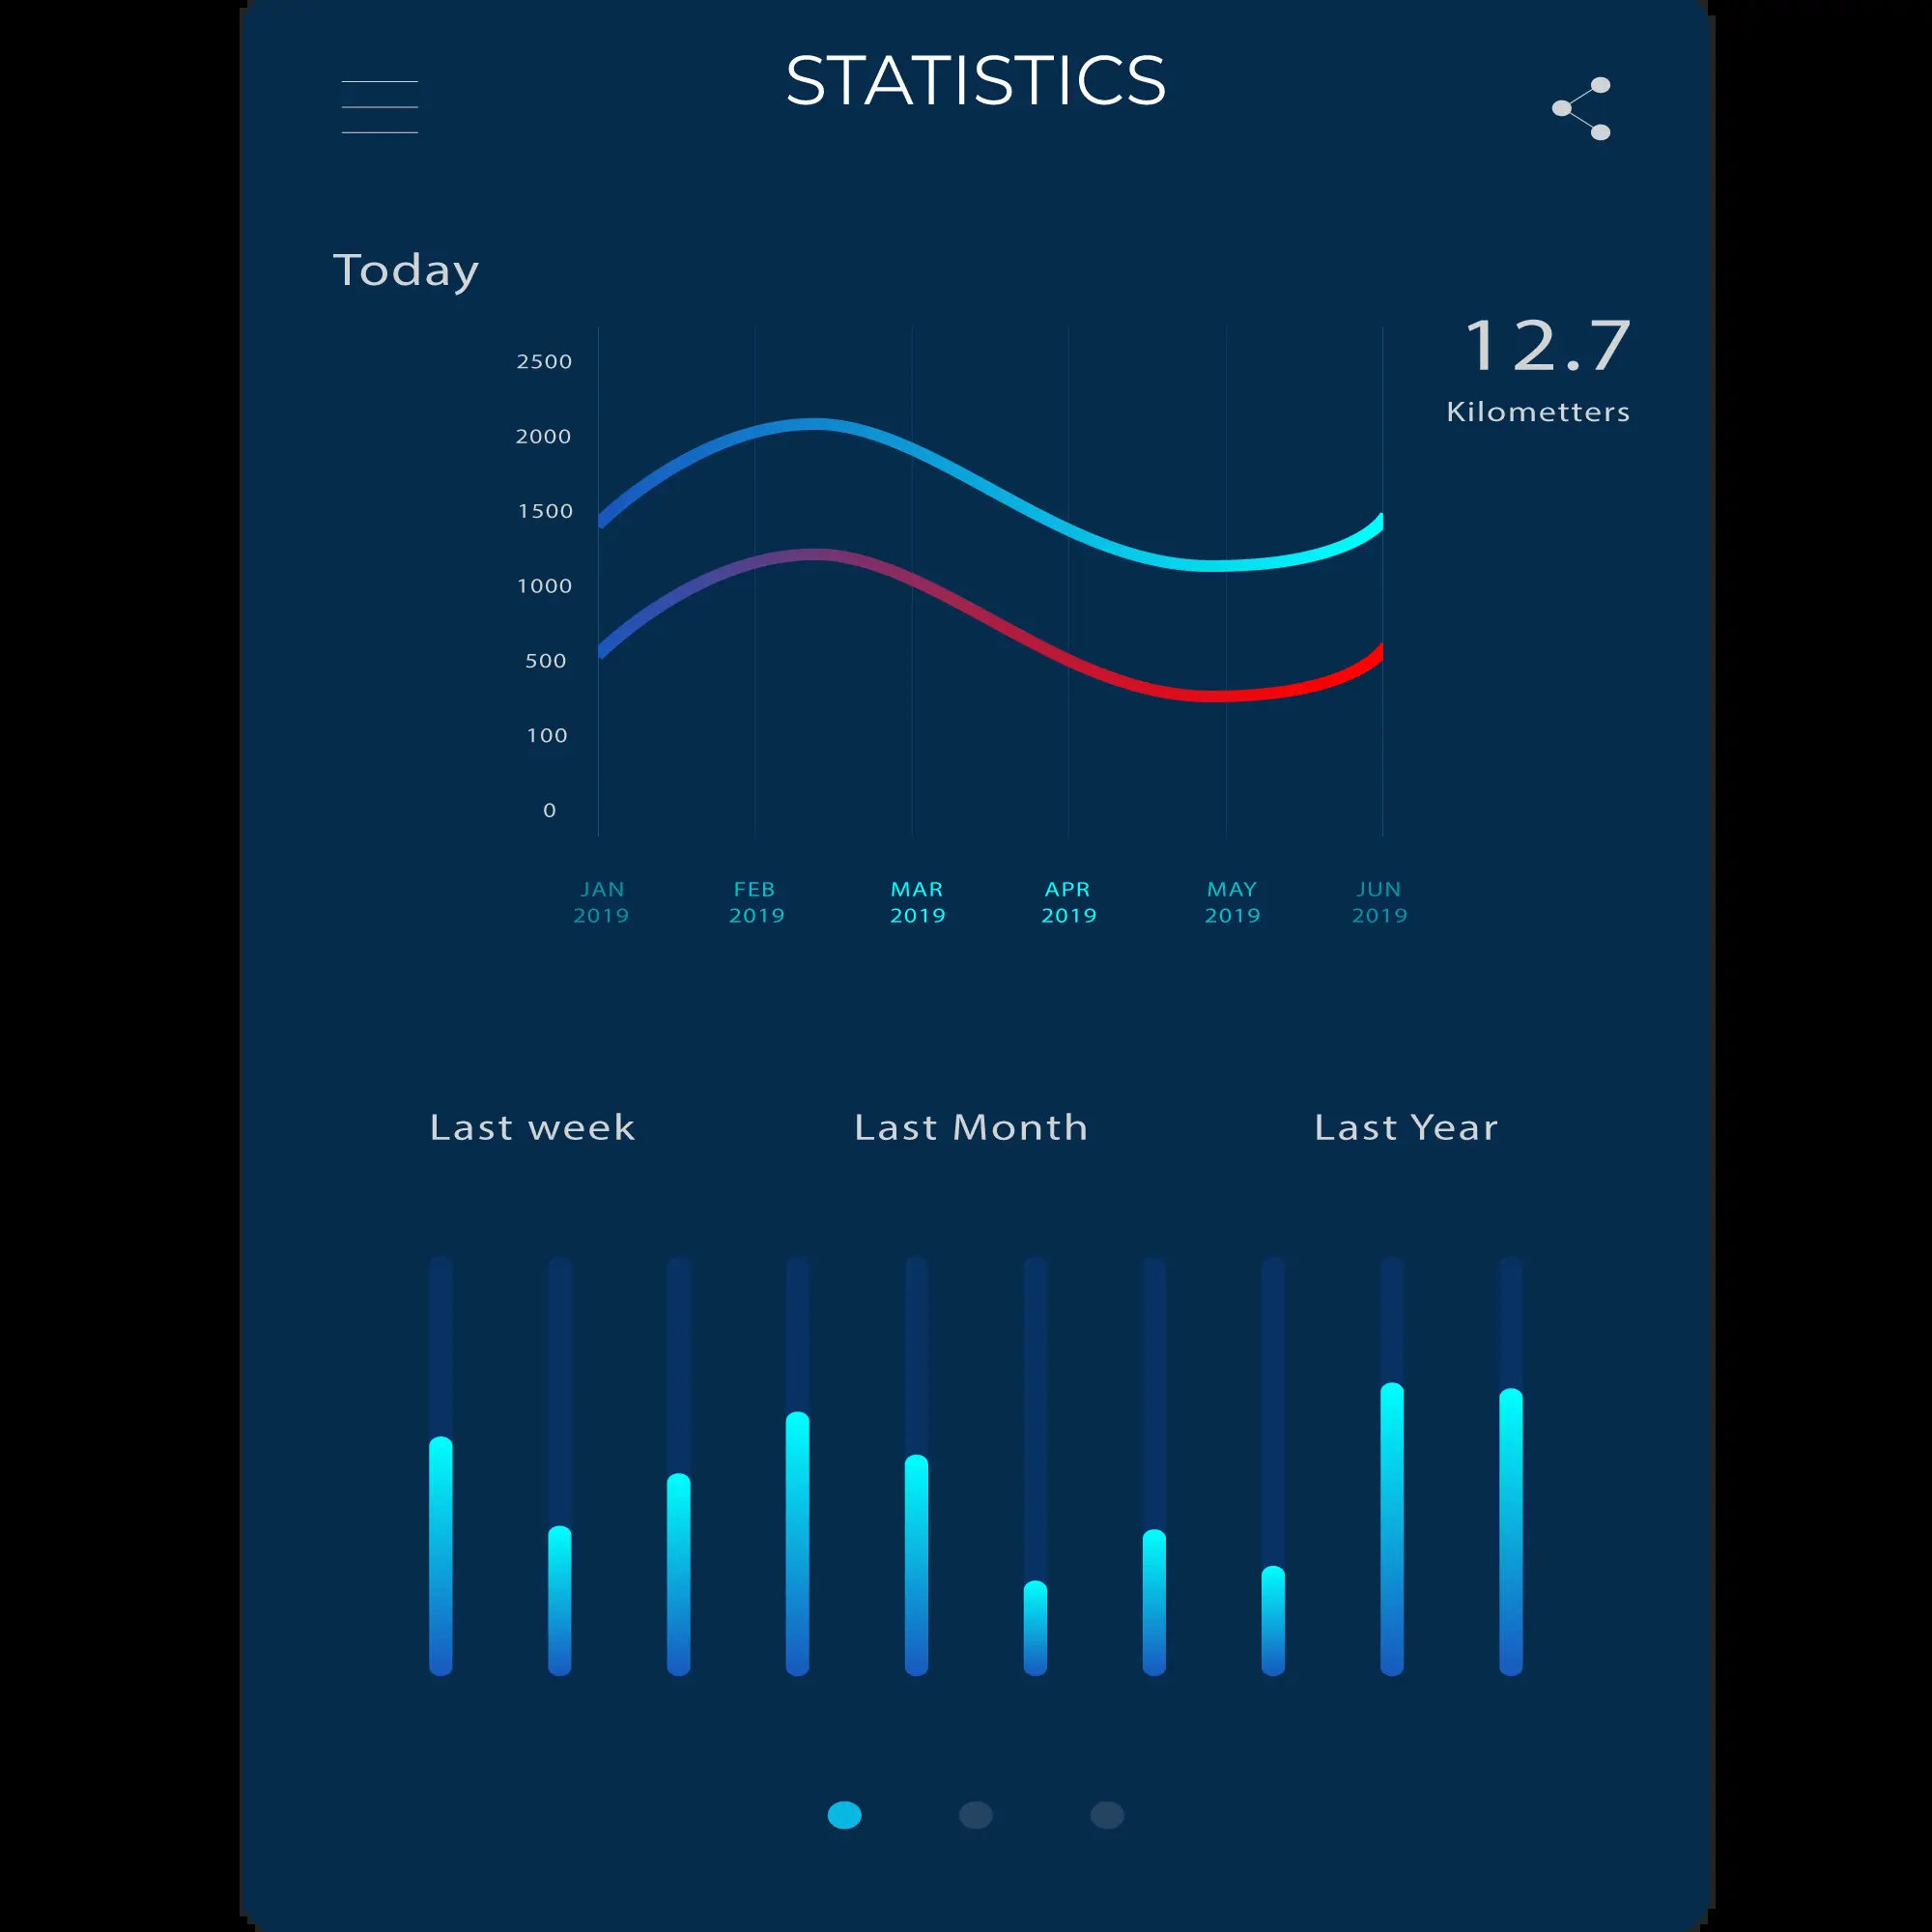 STATISTICS
Today
12.7
Kilometters
2500
2000
1500
1000
500
100
0
JAN FEB MAR APR MAY JUN
2019 2019 2019 2019 2019 2019
Last week Last Month Last Year